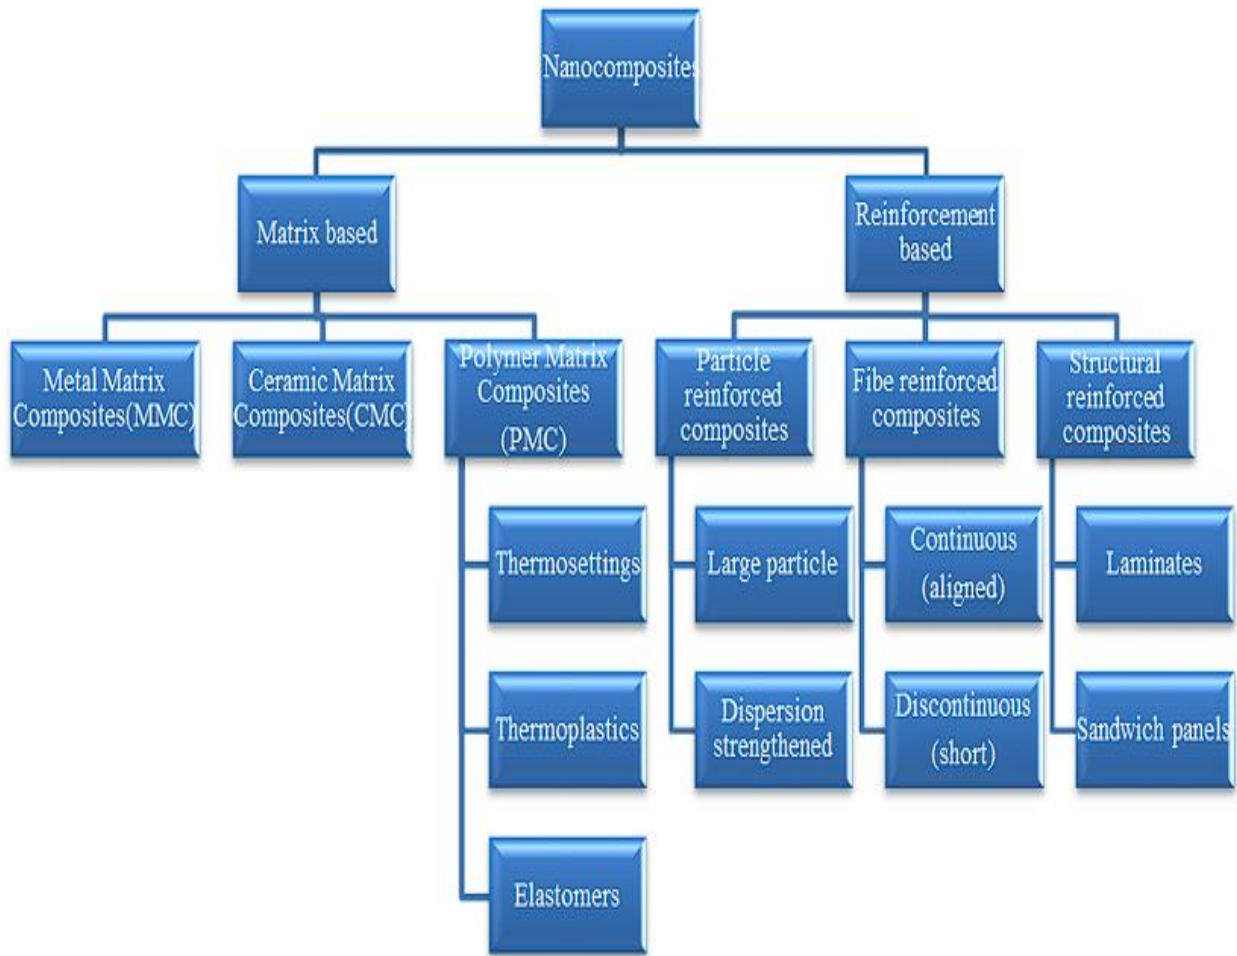 Nanocomposites
Matrix based
Reinforcement
based
Metal Matrix
Composites(MMC)
Ceramic Matrix
Composites(CMC)
Polymer Matrix
Composites
(PMC)
Particle
reinforced
composites
Fibe reinforced
composites
Structural
reinforced
composites
Thermosettings
Large particle
Continuous
(aligned)
Laminates
Thermoplastics
Dispersion
strengthened
Discontinuous
(short)
Sandwich panels
Elastomers